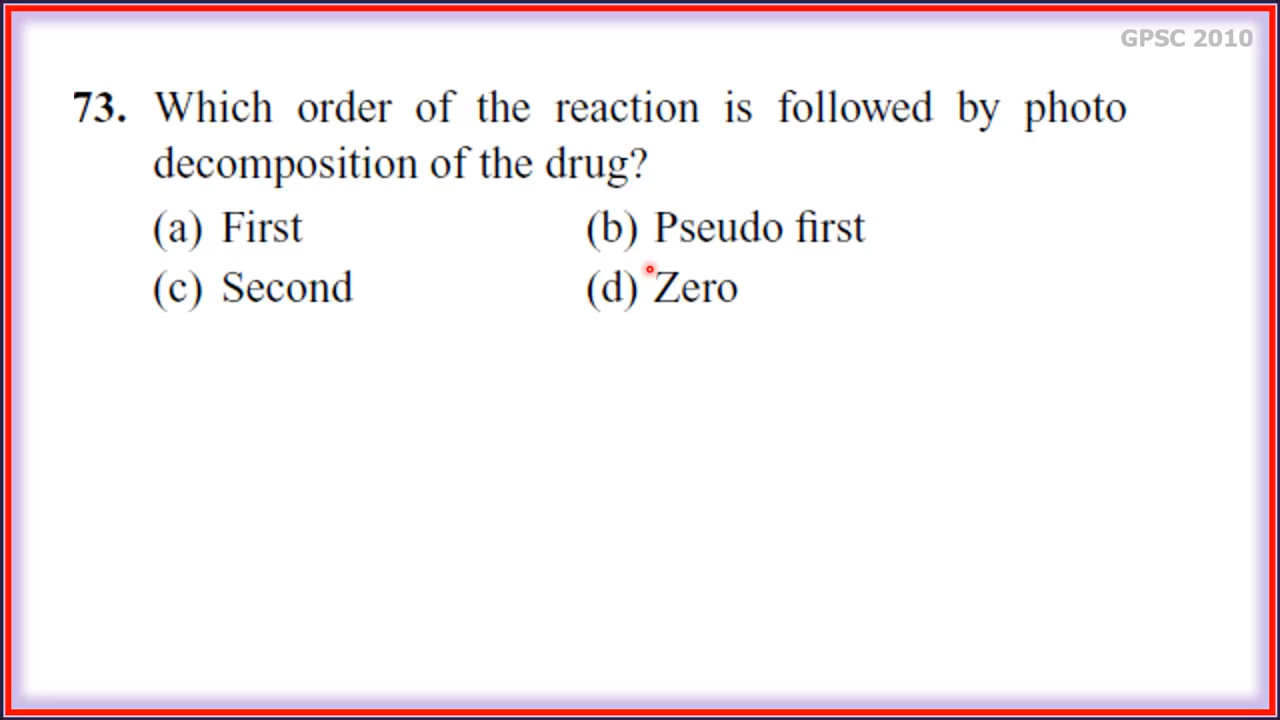 GPSC 2010
73. Which order of the reaction is followed by photo
decomposition of the drug?
(a) First (b) Pseudo first
(c) Second (d) Zero